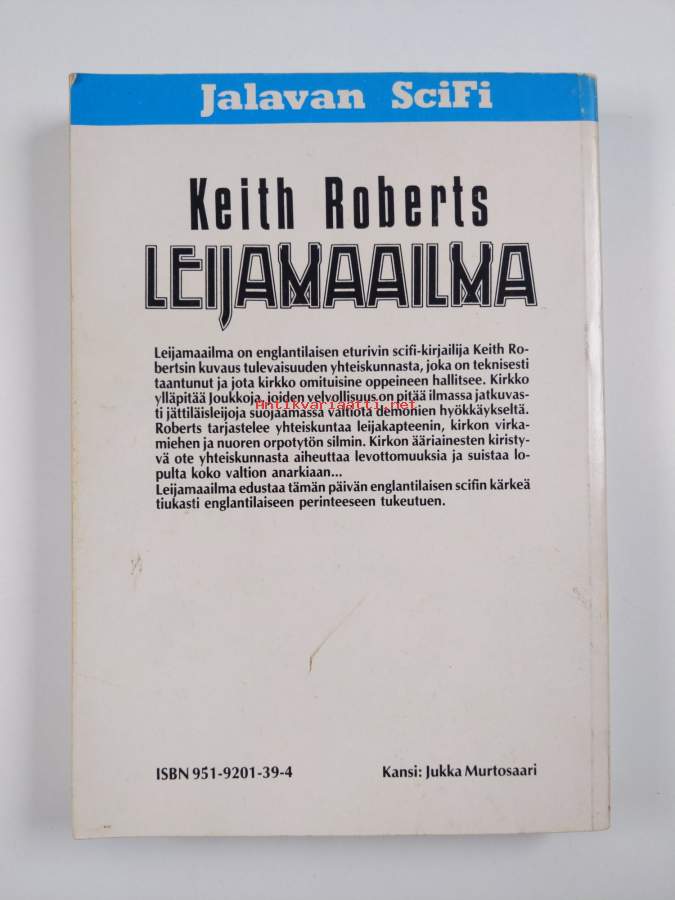 Jalavan SciFi
Keith Roberts
LEIJAMAAILMA
Leijamaailma on englantilaisen eturivin scifi-kirjailija Keith Ro-
bertsin kuvaus tulevaisuuden yhteiskunnasta, joka on teknisesti
taantunut ja jota kirkko omituisine oppeineen hallitsee. Kirkko
ylläpitää Joukkoja, joiden velvollisuus on pitää ilmassa jatkuvas-
ti jättiläisleijoja suojaamassa valtiota demonien hyökkäykseltä.
Antikvariaatti.net
Roberts tarjastelee yhteiskuntaa leijakapteenin, kirkon virka-
miehen ja nuoren orpotytön silmin. Kirkon ääriainesten kiristy-
vä ote yhteiskunnasta aiheuttaa levottomuuksia ja suistaa lo-
pulta koko valtion anarkiaan...
Leijamaailma edustaa tämän päivän englantilaisen scifin kärkeä
tiukasti englantilaiseen perinteeseen tukeutuen.
ISBN 951-9201-39-4
Kansi: Jukka Murtosaari